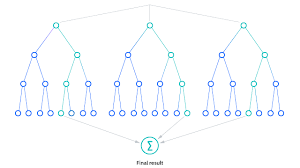 Σ
Final result